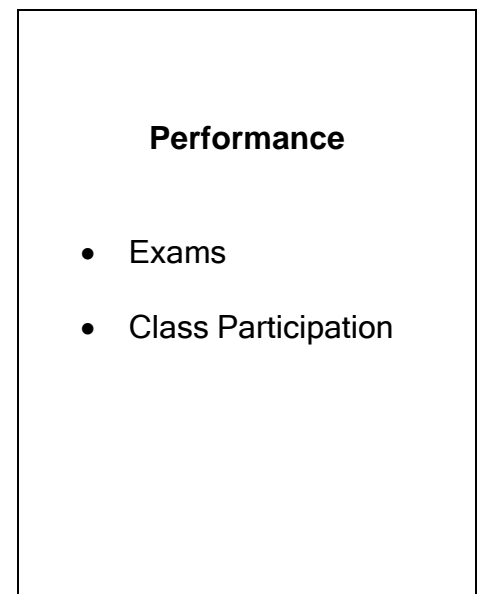 Performance
• Exams
• Class Participation